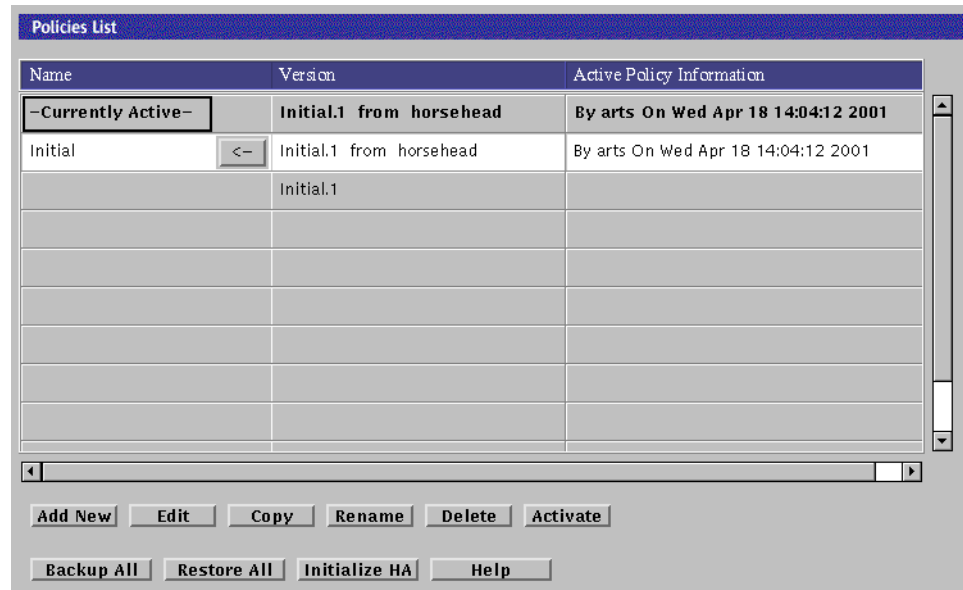 Policies List
Name Version Active Policy Information
–Currently Active– Initial.1 from horsehead By arts On Wed Apr 18 14:04:12 2001
Initial <– Initial.1 from horsehead By arts On Wed Apr 18 14:04:12 2001
Initial.1
Add New Edit Copy Rename Delete Activate
Backup All Restore All Initialize HA Help